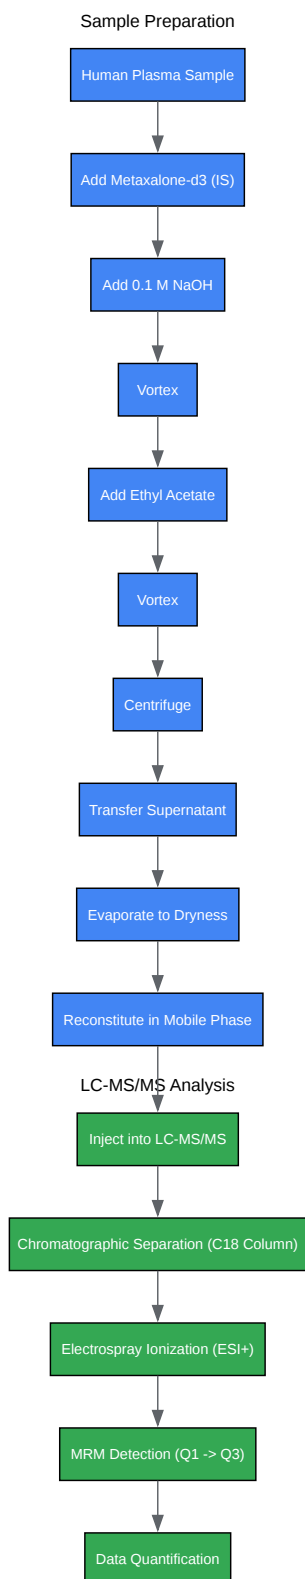 Sample Preparation
Human Plasma Sample
Add Metaxalone-d3 (IS)
Add 0.1 M NaOH
Vortex
Add Ethyl Acetate
Vortex
Centrifuge
Transfer Supernatant
Evaporate to Dryness
Reconstitute in Mobile Phase
LC-MS/MS Analysis
Inject into LC-MS/MS
Chromatographic Separation (C18 Column)
Electrospray Ionization (ESI+)
MRM Detection (Q1 -> Q3)
Data Quantification